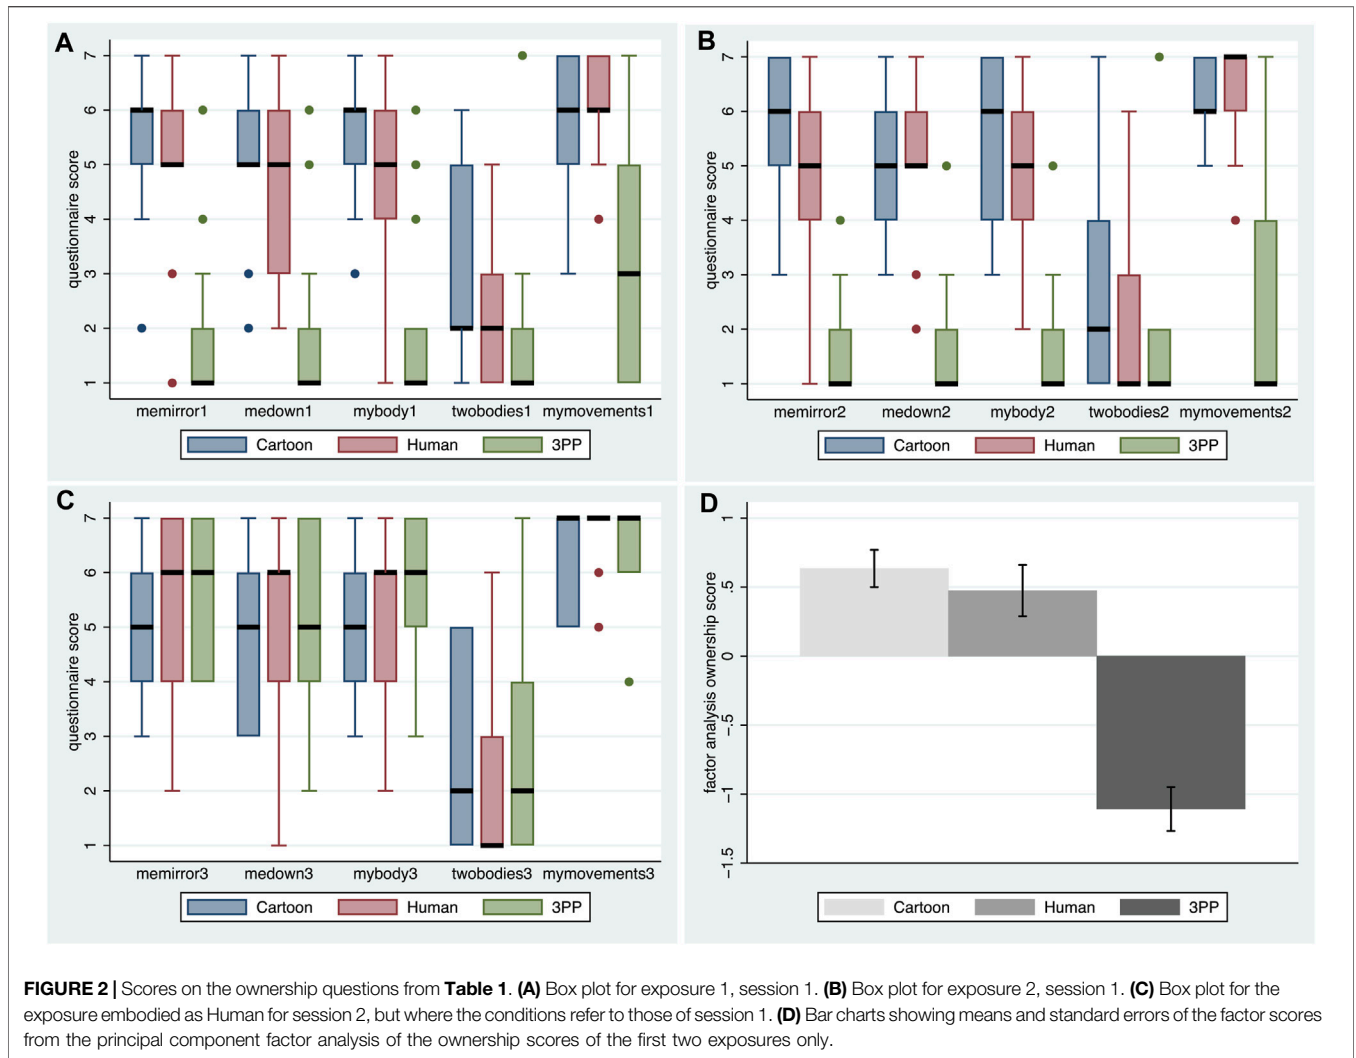 A
7
6
5
4
3
2
1
questionnaire score
memirror1 medown1 mybody1 twobodies1 mymovements1
Cartoon Human 3PP
B
7
6
5
4
3
2
1
questionnaire score
memirror2 medown2 mybody2 twobodies2 mymovements2
Cartoon Human 3PP
C
7
6
5
4
3
2
1
questionnaire score
memirror3 medown3 mybody3 twobodies3 mymovements3
Cartoon Human 3PP
D
1
.5
0
-.5
-1
-1.5
factor analysis ownership score
Cartoon Human 3PP
FIGURE 2 | Scores on the ownership questions from Table 1. (A) Box plot for exposure 1, session 1. (B) Box plot for exposure 2, session 1. (C) Box plot for the
exposure embodied as Human for session 2, but where the conditions refer to those of session 1. (D) Bar charts showing means and standard errors of the factor scores
from the principal component factor analysis of the ownership scores of the first two exposures only.